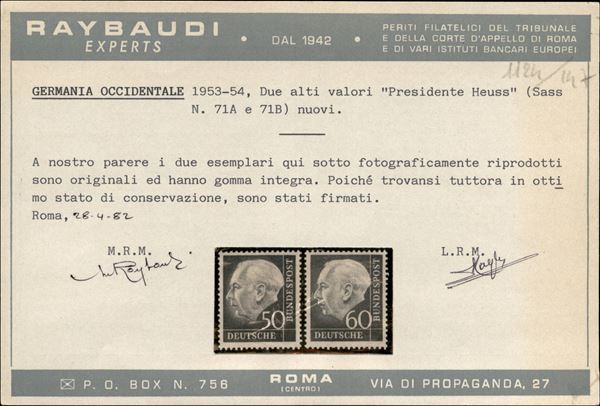 RAYBAUDI
EXPERTS
• DAL 1942 •
PERITI FILATELICI DEL TRIBUNALE
E DELLA CORTE D'APPELLO DI ROMA
E DI VARI ISTITUTI BANCARI EUROPEI
GERMANIA OCCIDENTALE 1953-54, Due alti valori "Presidente Heuss" (Sass
N. 71A e 71B) nuovi.
A nostro parere i due esemplari qui sotto fotograficamente riprodotti
sono originali ed hanno gomma integra. Poiché trovansi tuttora in otti
mo stato di conservazione, sono stati firmati.
Roma, 28-4-82
M.R.M.
L.R.M.
50
DEUTSCHE
BUNDESPOST
60
DEUTSCHE
BUNDESPOST
P. O. BOX N. 756
ROMA
(CENTRO)
VIA DI PROPAGANDA, 27